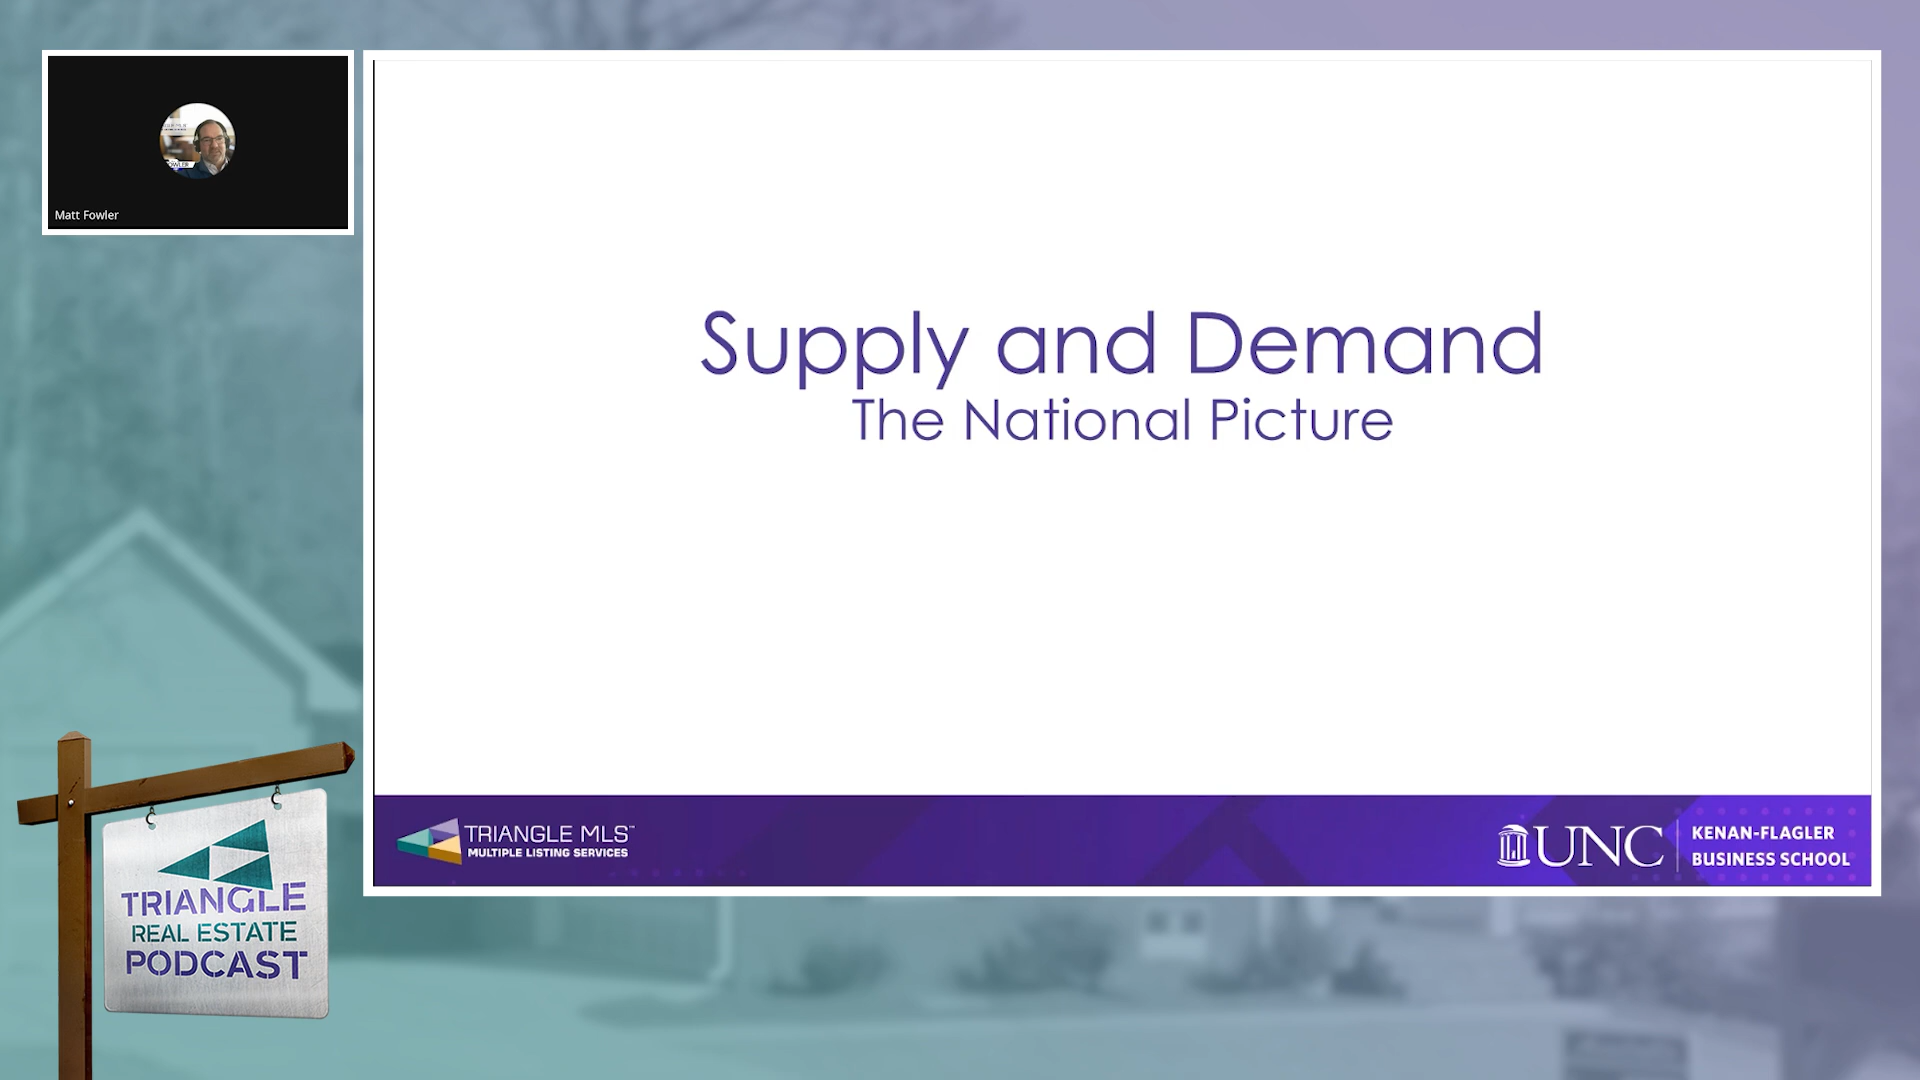 Matt Fowler
Supply and Demand
The National Picture
TRIANGLE MLS™
MULTIPLE LISTING SERVICES
UNC
KENAN-FLAGLER
BUSINESS SCHOOL
TRIANGLE
REAL ESTATE
PODCAST